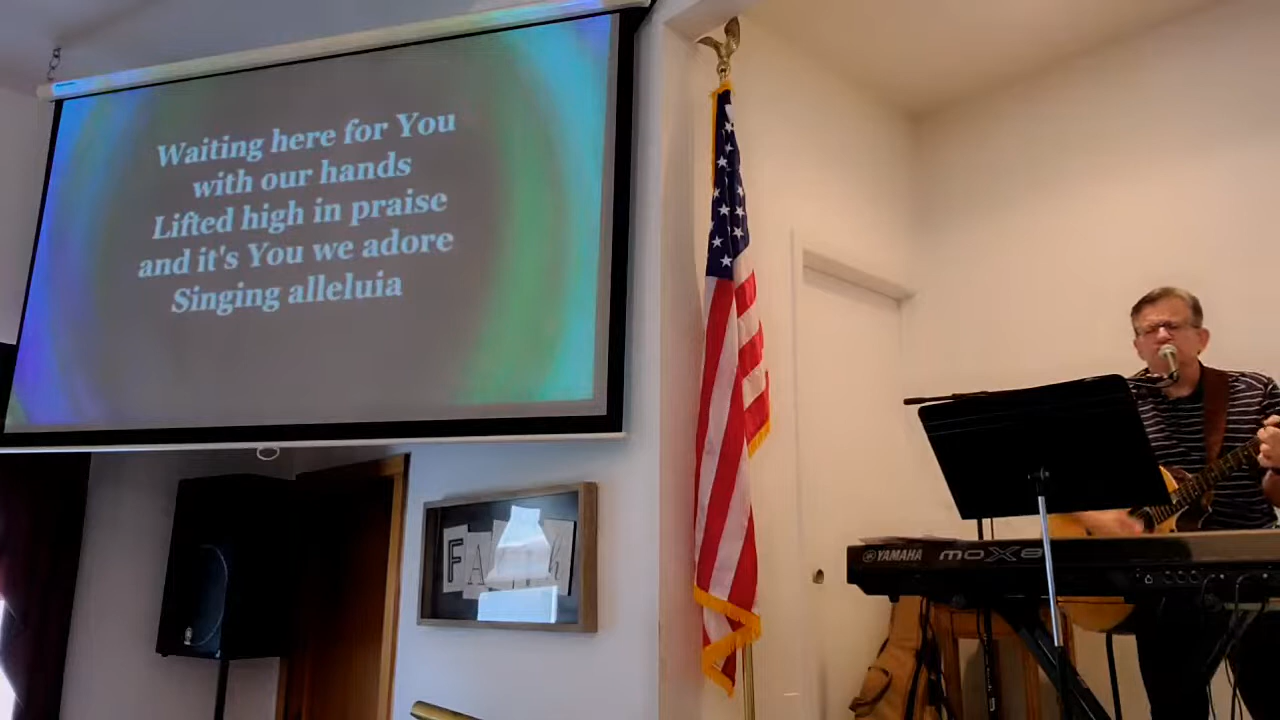 Waiting here for You
with our hands
Lifted high in praise
and it's You we adore
Singing alleluia
FAITH
YAMAHA
MOX8